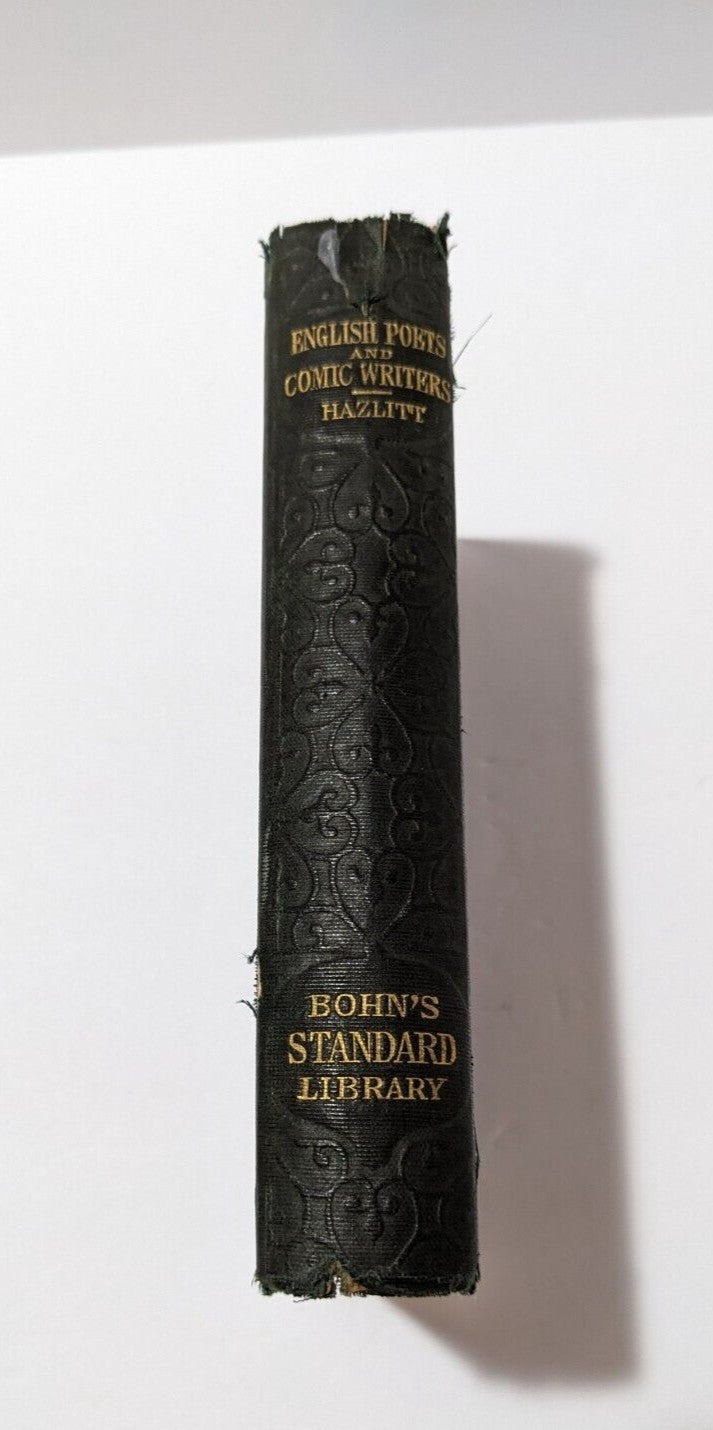 ENGLISH POETS
AND
COMIC WRITERS
HAZLITT
BOHN'S
STANDARD
LIBRARY